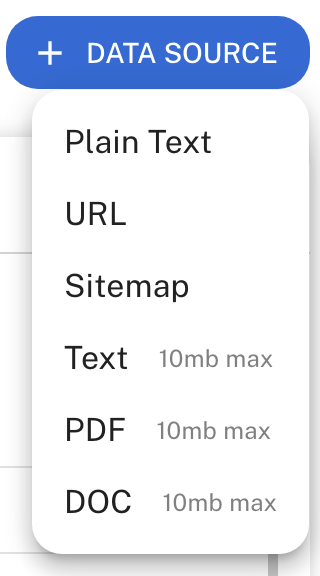 + DATA SOURCE
Plain Text
URL
Sitemap
Text 10mb max
PDF 10mb max
DOC 10mb max